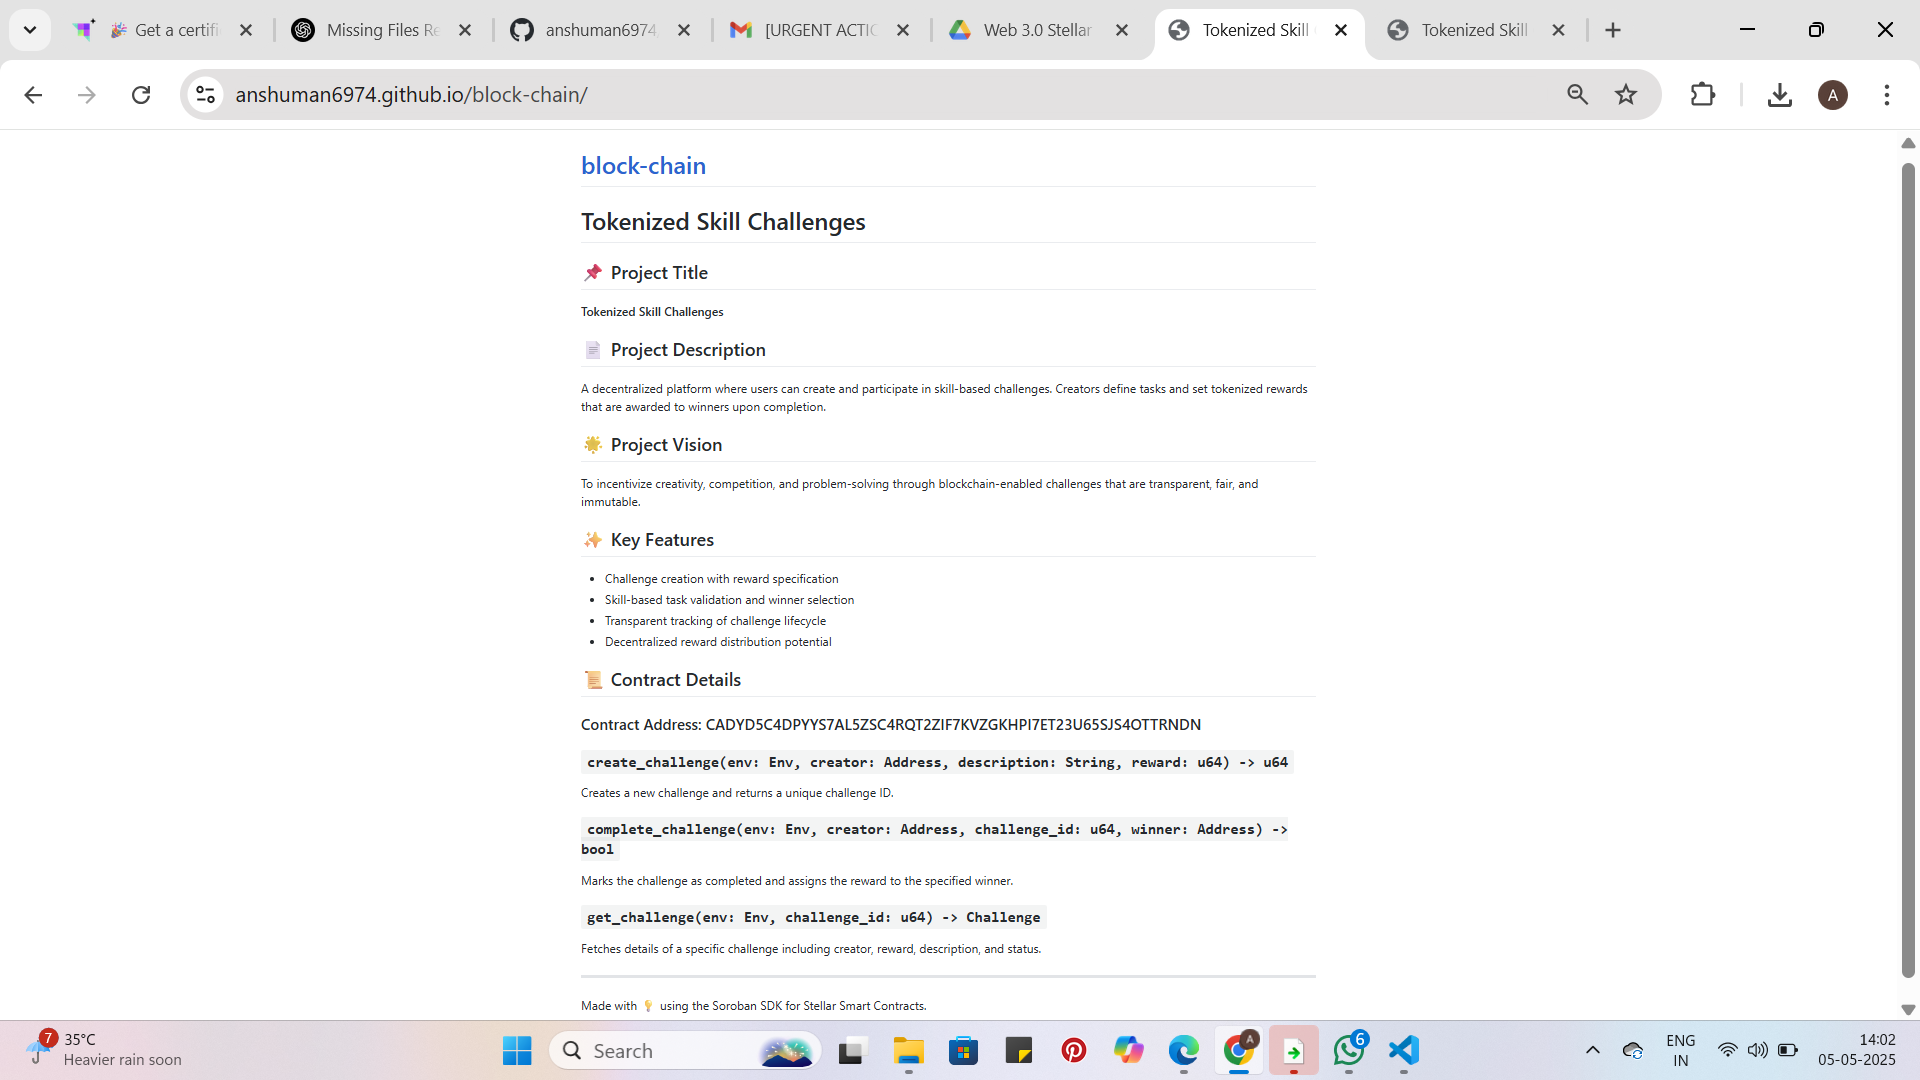 Get a certifi
Missing Files Re
anshuman6974
[URGENT ACTIO
Web 3.0 Stellar
Tokenized Skill
Tokenized Skill
anshuman6974.github.io/block-chain/
A
block-chain
Tokenized Skill Challenges
📌 Project Title
Tokenized Skill Challenges
📄 Project Description
A decentralized platform where users can create and participate in skill-based challenges. Creators define tasks and set tokenized rewards
that are awarded to winners upon completion.
🌟 Project Vision
To incentivize creativity, competition, and problem-solving through blockchain-enabled challenges that are transparent, fair, and
immutable.
✨ Key Features
• Challenge creation with reward specification
• Skill-based task validation and winner selection
• Transparent tracking of challenge lifecycle
• Decentralized reward distribution potential
📜 Contract Details
Contract Address: CADYD5C4DPYYS7AL5ZSC4RQT2ZIF7KVZGKHPI7ET23U65SJS4OTTRNDN
create_challenge(env: Env, creator: Address, description: String, reward: u64) -> u64
Creates a new challenge and returns a unique challenge ID.
complete_challenge(env: Env, creator: Address, challenge_id: u64, winner: Address) ->
bool
Marks the challenge as completed and assigns the reward to the specified winner.
get_challenge(env: Env, challenge_id: u64) -> Challenge
Fetches details of a specific challenge including creator, reward, description, and status.
Made with 💡 using the Soroban SDK for Stellar Smart Contracts.
7
35°C
Heavier rain soon
Search
A
6
ENG
IN
14:02
05-05-2025